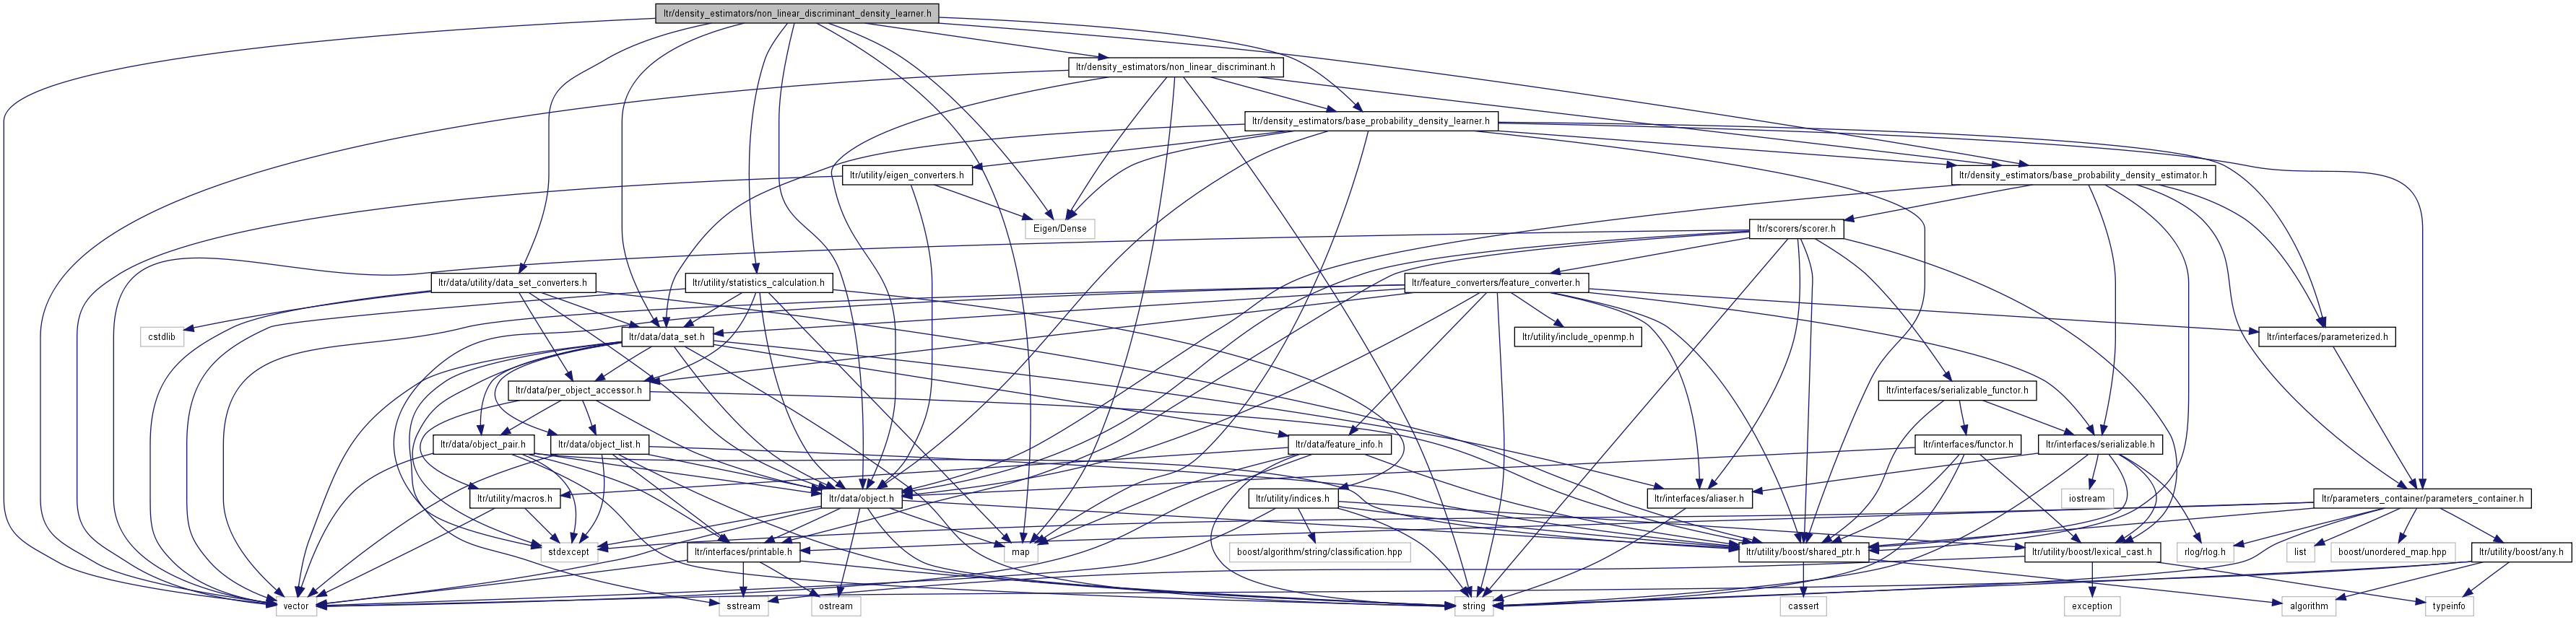 ltr/density_estimators/non_linear_discriminant_density_learner.h
ltr/density_estimators/non_linear_discriminant.h
ltr/density_estimators/base_probability_density_learner.h
ltr/utility/eigen_converters.h
ltr/density_estimators/base_probability_density_estimator.h
Eigen/Dense
ltr/scorers/scorer.h
ltr/data/utility/data_set_converters.h
ltr/utility/statistics_calculation.h
ltr/feature_converters/feature_converter.h
cstdlib
ltr/data/data_set.h
ltr/utility/include_openmp.h
ltr/interfaces/parameterized.h
ltr/data/per_object_accessor.h
ltr/interfaces/serializable_functor.h
ltr/data/object_pair.h
ltr/data/object_list.h
ltr/data/feature_info.h
ltr/interfaces/functor.h
ltr/interfaces/serializable.h
ltr/utility/macros.h
ltr/data/object.h
ltr/utility/indices.h
ltr/interfaces/aliaser.h
iostream
ltr/parameters_container/parameters_container.h
stdexcept
ltr/interfaces/printable.h
map
boost/algorithm/string/classification.hpp
ltr/utility/boost/shared_ptr.h
ltr/utility/boost/lexical_cast.h
rlog/rlog.h
list
boost/unordered_map.hpp
ltr/utility/boost/any.h
vector
sstream
ostream
string
cassert
exception
algorithm
typeinfo